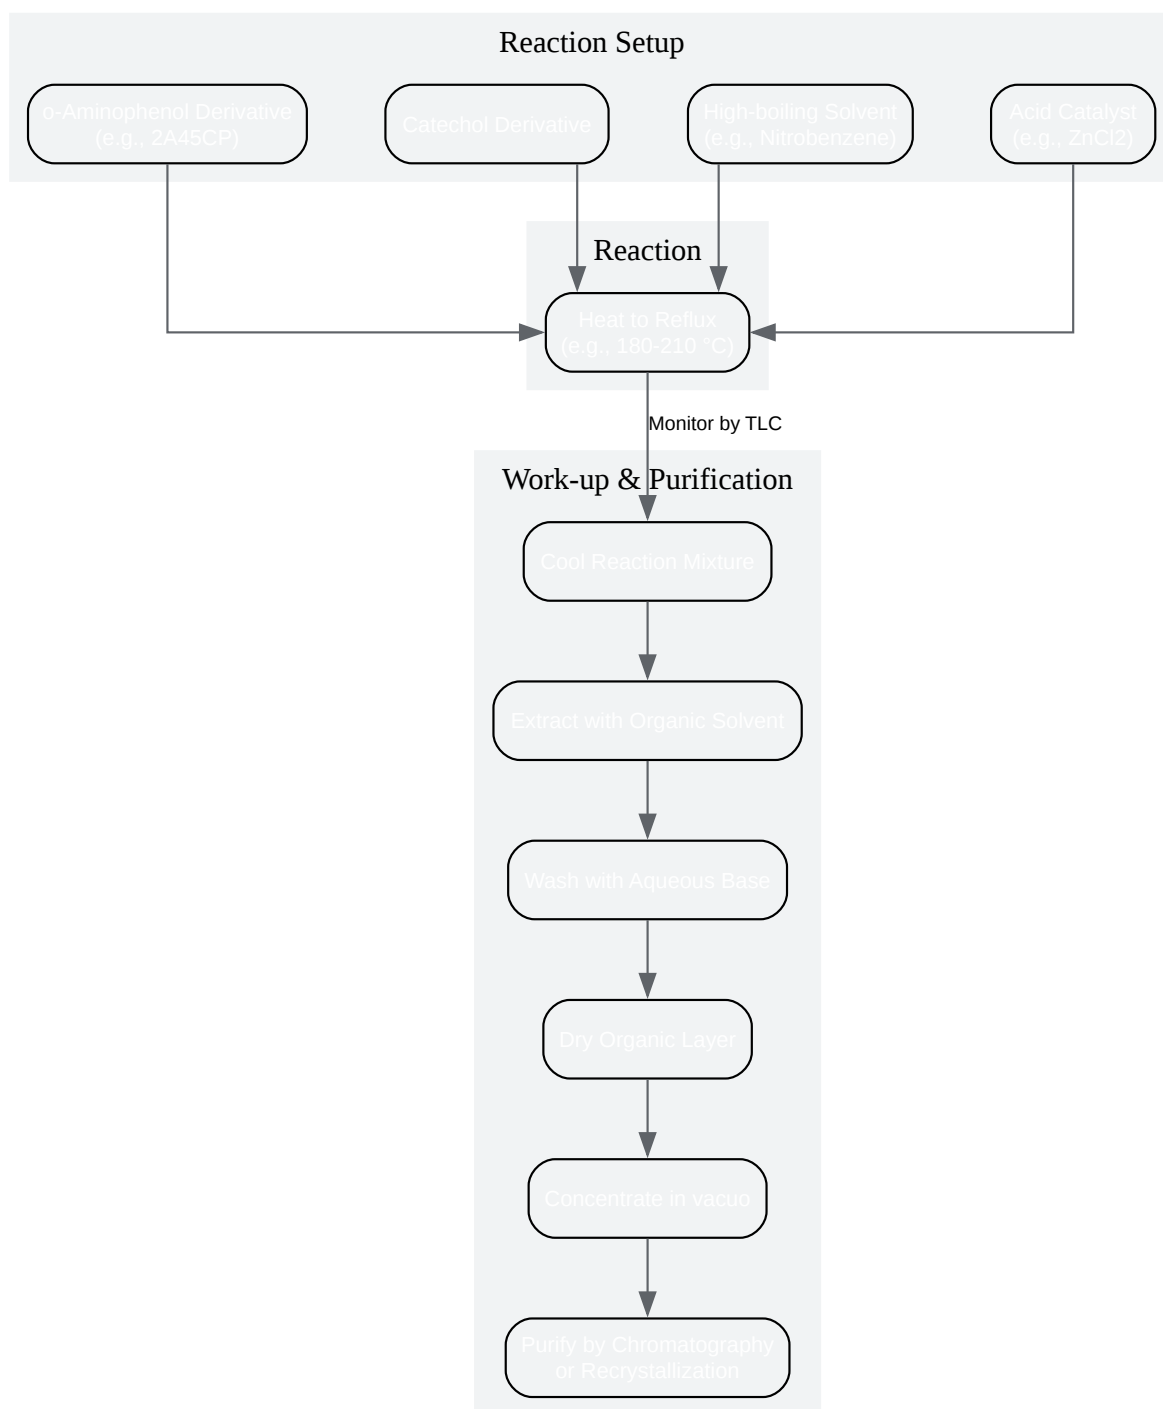 Reaction Setup
o-Aminophenol Derivative
(e.g., 2A45CP)
Catechol Derivative
High-boiling Solvent
(e.g., Nitrobenzene)
Acid Catalyst
(e.g., ZnCl2)
Reaction
Heat to Reflux
(e.g., 180-210 °C)
Monitor by TLC
Work-up & Purification
Cool Reaction Mixture
Extract with Organic Solvent
Wash with Aqueous Base
Dry Organic Layer
Concentrate in vacuo
Purify by Chromatography
or Recrystallization